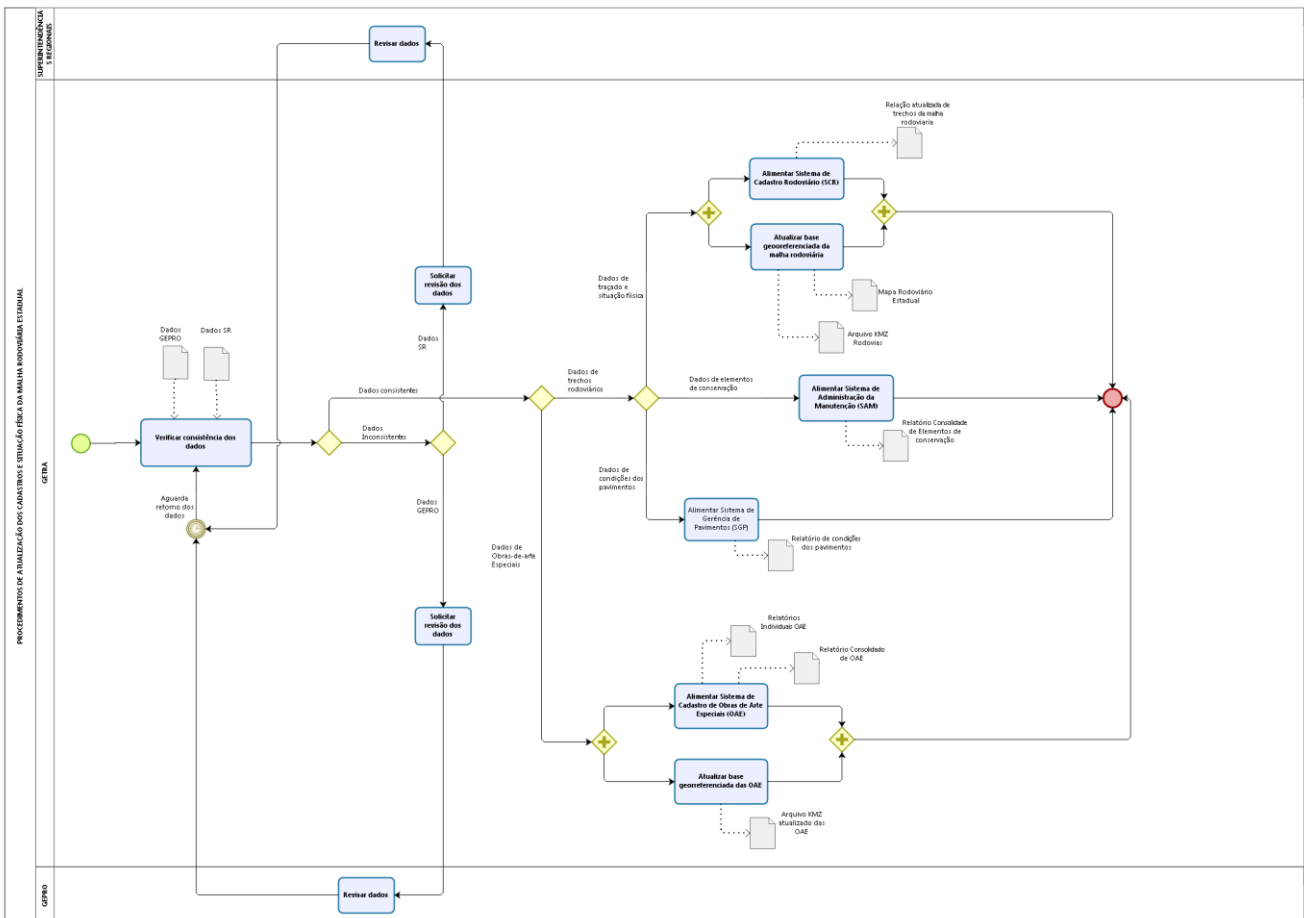 PROCEDIMENTOS DE ATUALIZAÇÃO DOS CADASTROS E SITUAÇÃO FÍSICA DA MALHA RODOVIÁRIA ESTADUAL
SUPERINTENDÊNCIA
S REGIONAIS
Revisar dados
GETRA
Relação atualizada de
trechos da malha
rodoviaria
Alimentar Sistema de
Cadastro Rodoviário (SCR)
Atualizar base
georeferenciada da
malha rodoviária
Dados de
traçado e
situação física
Mapa Rodoviário
Estadual
Arquivo KMZ
Rodovias
Solicitar
revisão dos
dados
Dados
SR
Dados
GEPRO
Dados SR
Verificar consistência dos
dados
Dados consistentes
Dados
Inconsistentes
Dados de
trechos
rodoviários
Dados de elementos
de conservação
Alimentar Sistema de
Administração da
Manutenção (SAM)
Relatório Consolidade
de Elementos de
conservação
Aguarda
retorno dos
dados
Dados
GEPRO
Dados de
condições dos
pavimentos
Alimentar Sistema de
Gerência de
Pavimentos (SGP)
Relatório de condições
dos pavimentos
Dados de
Obras-de-arte
Especiais
Solicitar
revisão dos
dados
Relatórios
Individuais OAE
Relatório Consolidado
de OAE
Alimentar Sistema de
Cadastro de Obras de Arte
Especiais (OAE)
Atualizar base
georreferenciada das OAE
Arquivo KMZ
atualizado das
OAE
GEPRO
Revisar dados